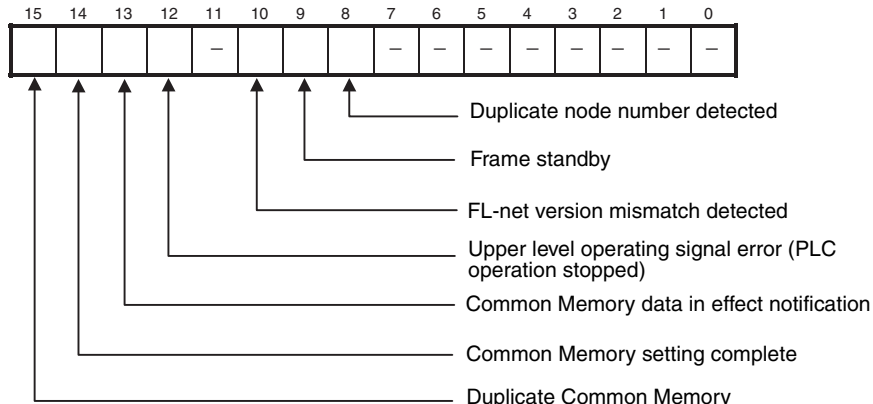 15 14 13 12 11 10 9 8 7 6 5 4 3 2 1 0
– – – – – – – – –
Duplicate node number detected
Frame standby
FL-net version mismatch detected
Upper level operating signal error (PLC
operation stopped)
Common Memory data in effect notification
Common Memory setting complete
Duplicate Common Memory